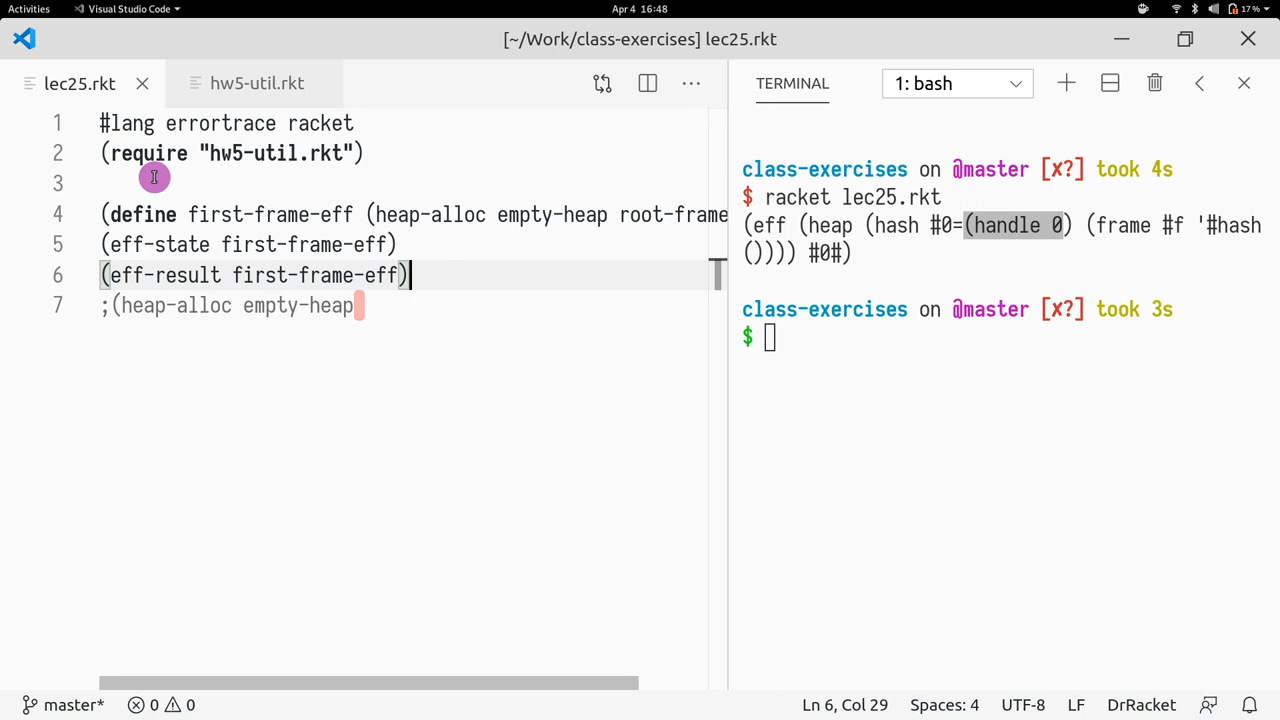 Activities
Visual Studio Code
Apr 4 16:48
17%
[~/Work/class-exercises] lec25.rkt
lec25.rkt
hw5-util.rkt
1 #lang errortrace racket
2 (require "hw5-util.rkt")
3
4 (define first-frame-eff (heap-alloc empty-heap root-frame
5 (eff-state first-frame-eff)
6 (eff-result first-frame-eff)
7 ;(heap-alloc empty-heap
TERMINAL
1: bash
class-exercises on @master [✗?] took 4s
$ racket lec25.rkt
(eff (heap (hash #0=(handle 0) (frame #f '#hash
()))) #0#)
class-exercises on @master [✗?] took 3s
$
master*
0 0
Ln 6, Col 29
Spaces: 4
UTF-8
LF
DrRacket